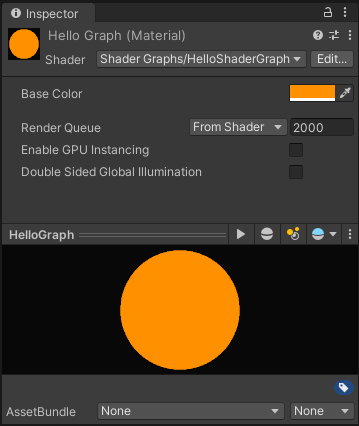 Inspector
Hello Graph (Material)
Shader Shader Graphs/HelloShaderGraph Edit...
Base Color
Render Queue From Shader 2000
Enable GPU Instancing
Double Sided Global Illumination
HelloGraph
AssetBundle None None